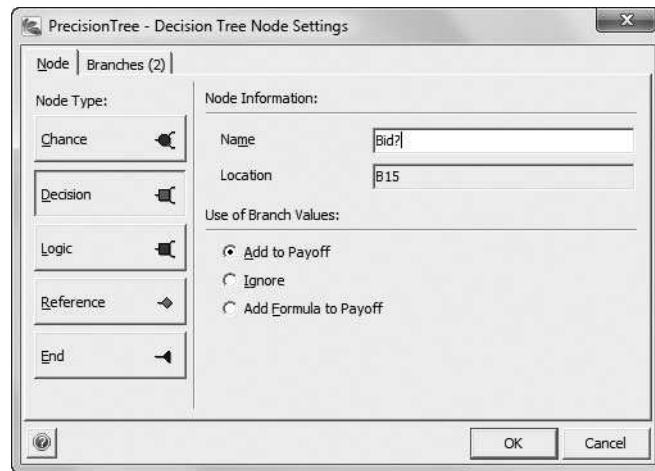 PrecisionTree - Decision Tree Node Settings
x
Node Branches (2)
Node Type:
Chance
Decision
Logic
Reference
End
Node Information:
Name Bid?
Location B15
Use of Branch Values:
Add to Payoff
Ignore
Add Formula to Payoff
?
OK Cancel